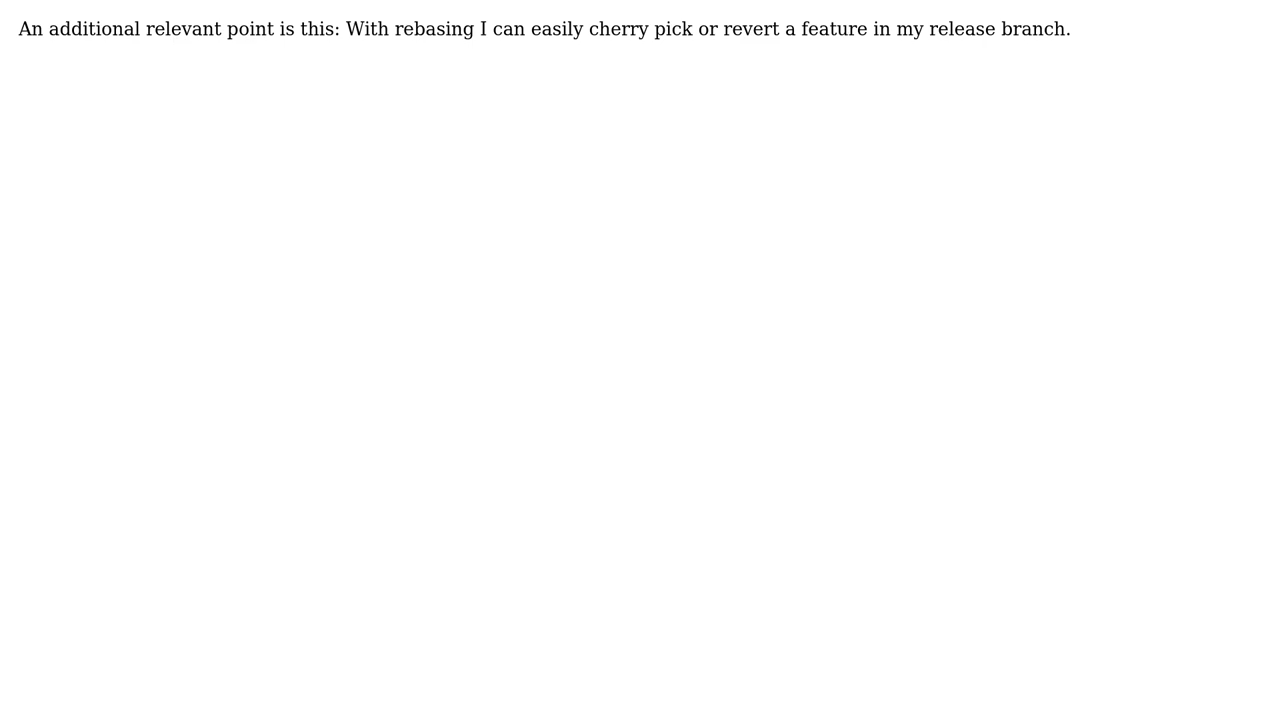 An additional relevant point is this: With rebasing I can easily cherry pick or revert a feature in my release branch.